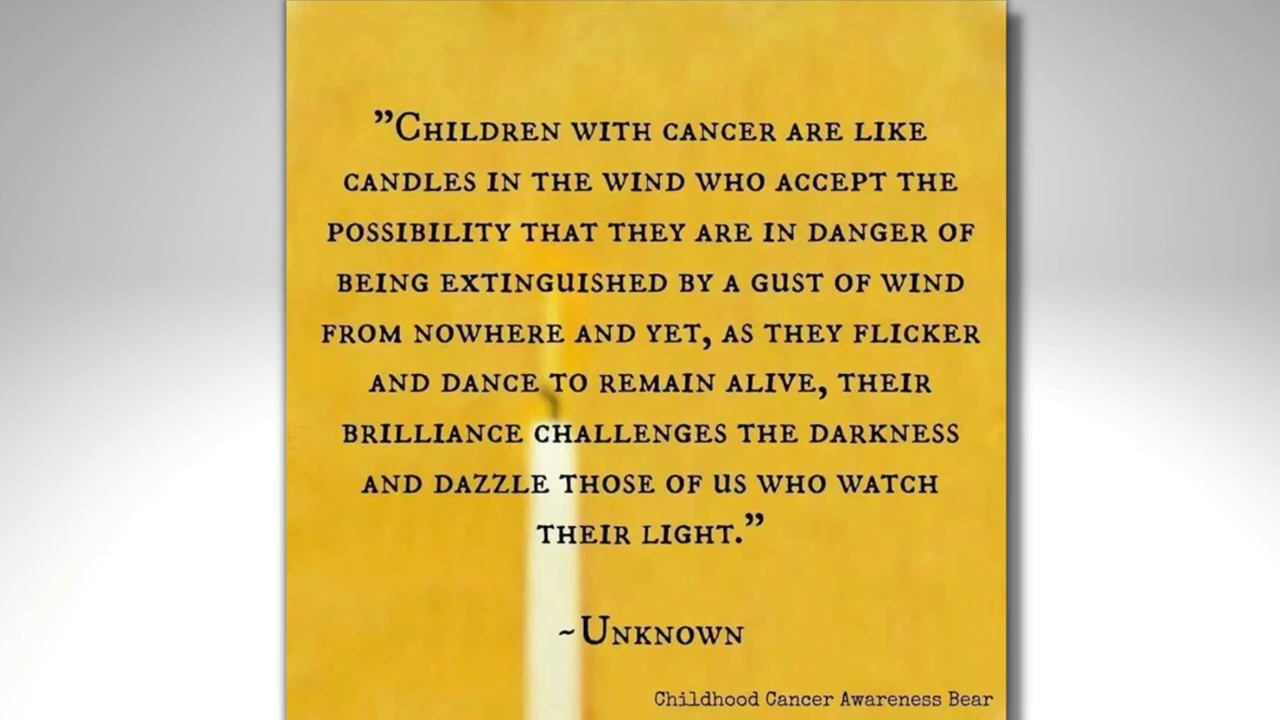 ”Children with cancer are like
candles in the wind who accept the
possibility that they are in danger of
being extinguished by a gust of wind
from nowhere and yet, as they flicker
and dance to remain alive, their
brilliance challenges the darkness
and dazzle those of us who watch
their light.”
~Unknown
Childhood Cancer Awareness Bear